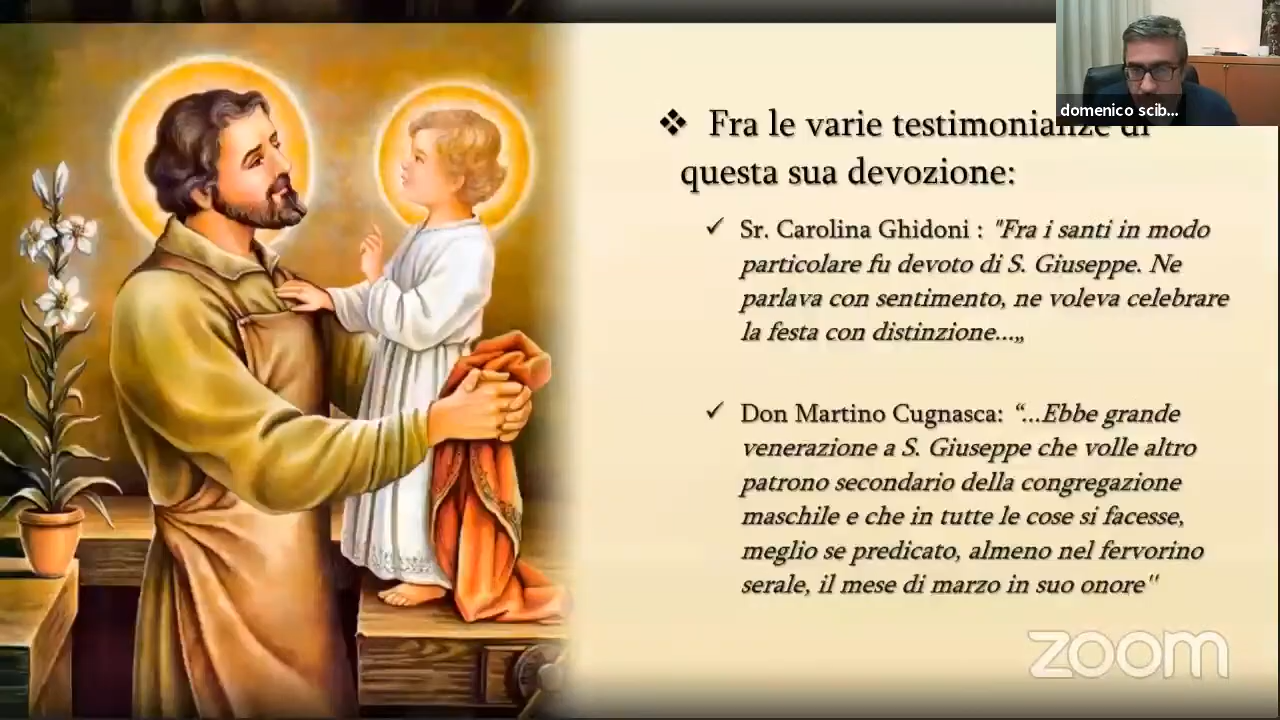 domenico scib...
❖ Fra le varie testimonianze di
questa sua devozione:
✓ Sr. Carolina Ghidoni : "Fra i santi in modo
particolare fu devoto di S. Giuseppe. Ne
parlava con sentimento, ne voleva celebrare
la festa con distinzione...„
✓ Don Martino Cugnasca: “...Ebbe grande
venerazione a S. Giuseppe che volle altro
patrono secondario della congregazione
maschile e che in tutte le cose si facesse,
meglio se predicato, almeno nel fervorino
serale, il mese di marzo in suo onore"
zoom